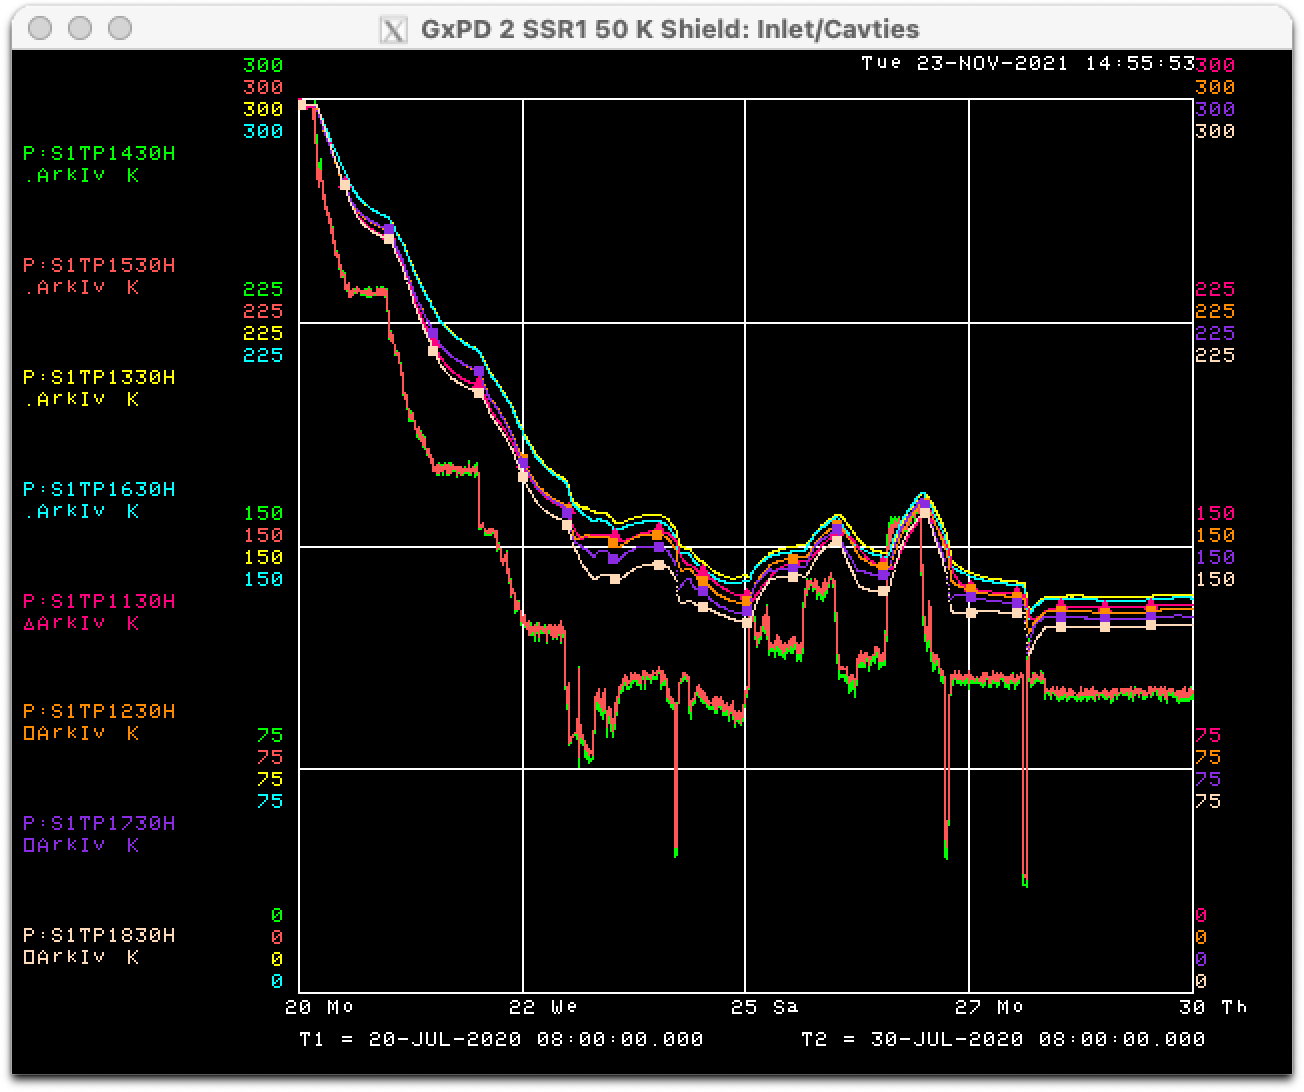 GxPD 2 SSR1 50 K Shield: Inlet/Cavties
Tue 23-NOV-2021 14:55:53
300 300
300 300
300 300
300 300
P:S1TP1430H
.ArkIv K
P:S1TP1530H
.ArkIv K
225 225
225 225
225 225
225 225
P:S1TP1330H
.ArkIv K
P:S1TP1630H
.ArkIv K
150 150
150 150
150 150
150 150
P:S1TP1130H
ArkIv K
P:S1TP1230H
ArkIv K
75 75
75 75
75 75
75 75
P:S1TP1730H
ArkIv K
P:S1TP1830H
ArkIv K
0 0
0 0
0 0
0 0
20 Mo 22 We 25 Sa 27 Mo 30 Th
T1 = 20-JUL-2020 08:00:00.000 T2 = 30-JUL-2020 08:00:00.000